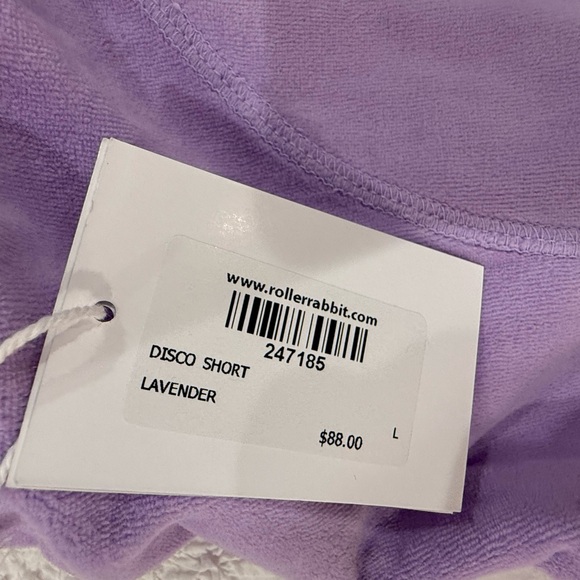 www.rollerrabbit.com
247185
DISCO SHORT
LAVENDER
$88.00
L